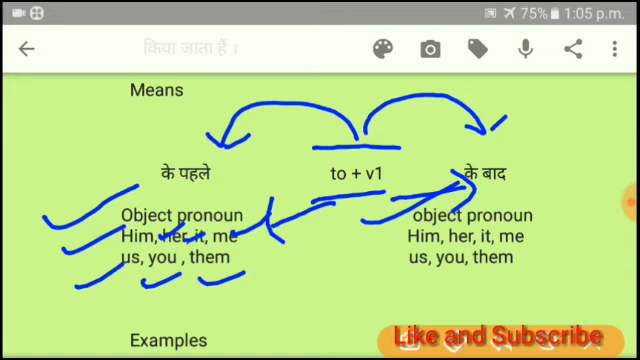 75% 1:05 p.m.
किया जाता हैं ।
Means
के पहले to + v1 के बाद
Object pronoun object pronoun
Him, her, it, me Him, her, it, me
us, you , them us, you, them
Examples
Like and Subscribe